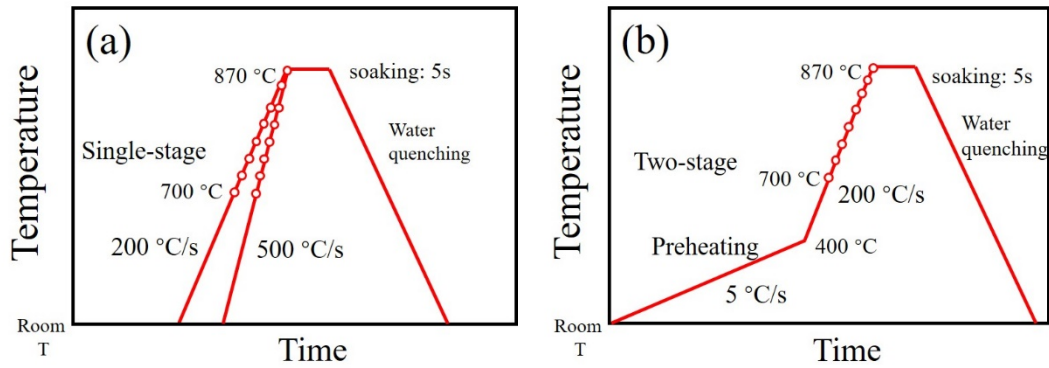 (a)
870 °C
soaking: 5s
Single-stage
Water
quenching
700 °C
200 °C/s
500 °C/s
Temperature
Room
T
Time
(b)
870 °C
soaking: 5s
Water
quenching
Two-stage
700 °C
200 °C/s
Preheating
400 °C
5 °C/s
Temperature
Room
T
Time